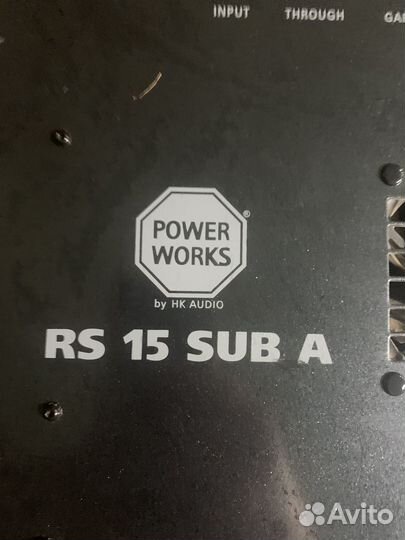 INPUT THROUGH
POWER
WORKS
®
by HK AUDIO
RS 15 SUB A
Avito